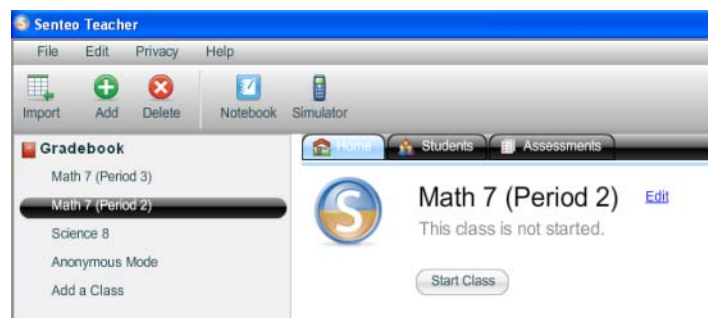 Senteo Teacher
File Edit Privacy Help
Import Add Delete Notebook Simulator
Gradebook
Math 7 (Period 3)
Math 7 (Period 2)
Science 8
Anonymous Mode
Add a Class
Home Students Assessments
Math 7 (Period 2) Edit
This class is not started.
Start Class